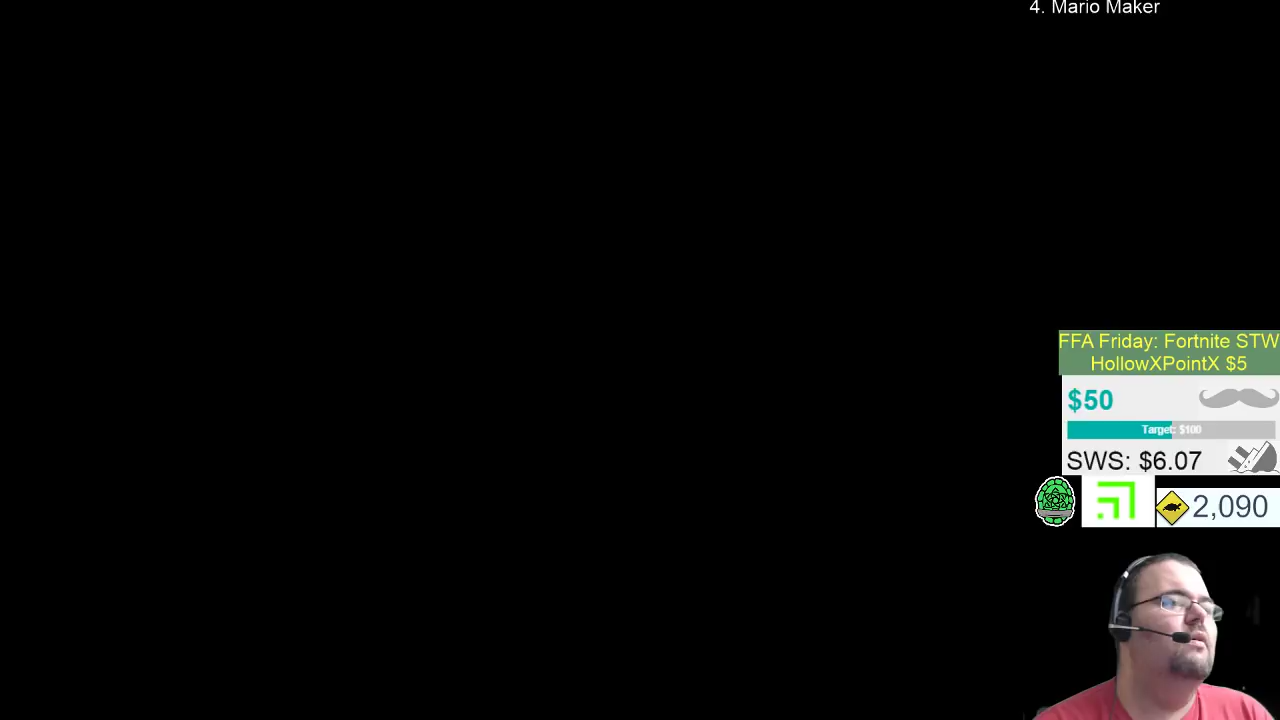 4. Mario Maker
FFA Friday: Fortnite STW
HollowXPointX $5
$50
Target: $100
SWS: $6.07
2,090